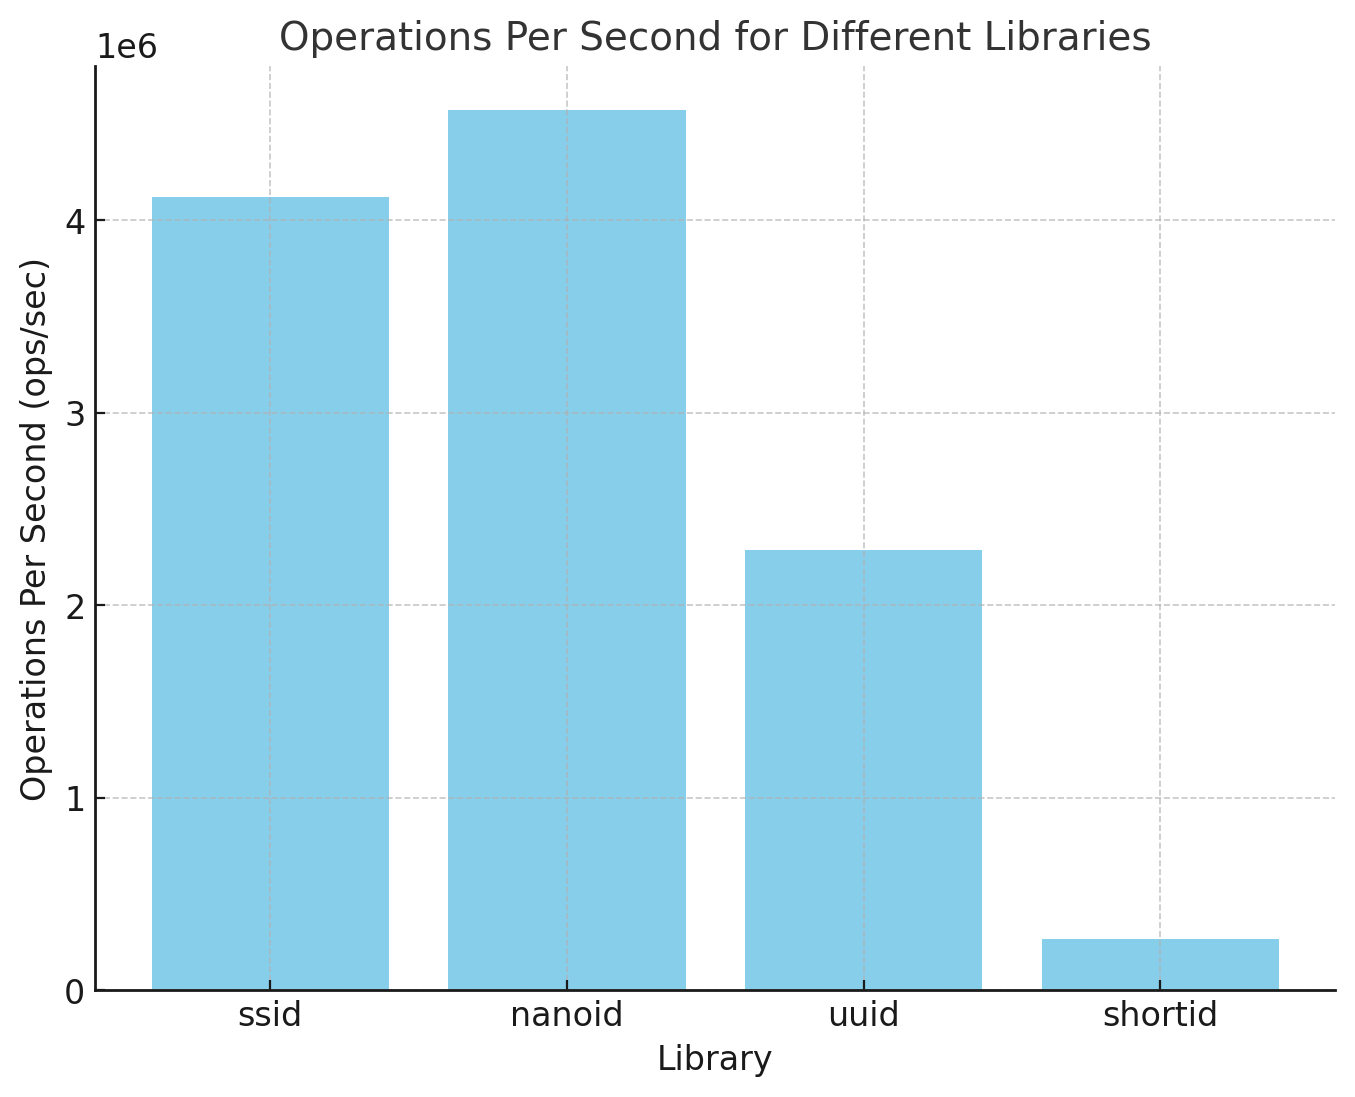 Operations Per Second for Different Libraries
1e6
Operations Per Second (ops/sec)
4
3
2
1
0
ssid nanoid uuid shortid
Library